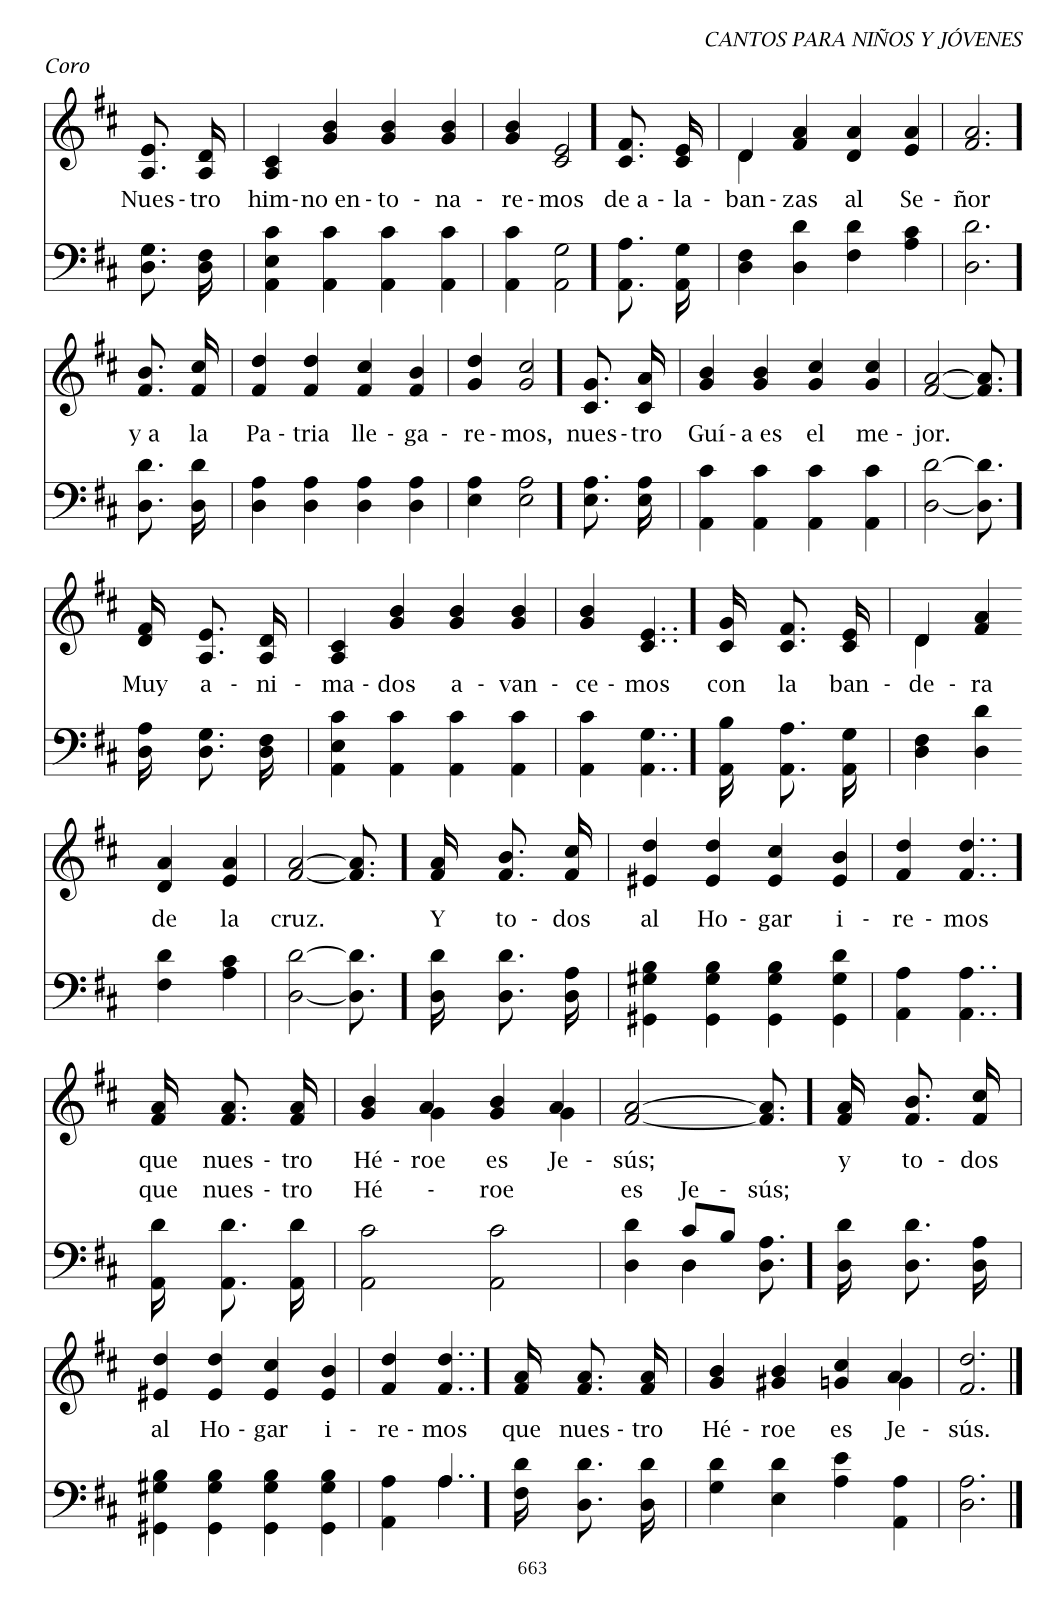 CANTOS PARA NIÑOS Y JÓVENES
Coro
Nues - tro him - no en - to - na - re - mos de a - la - ban - zas al Se - ñor
y a la Pa - tria lle - ga - re - mos, nues - tro Guí - a es el me - jor.
Muy a - ni - ma - dos a - van - ce - mos con la ban - de - ra
de la cruz. Y to - dos al Ho - gar i - re - mos
que nues - tro Hé - roe es Je - sús; y to - dos
que nues - tro Hé - roe es Je - sús;
al Ho - gar i - re - mos que nues - tro Hé - roe es Je - sús.
663